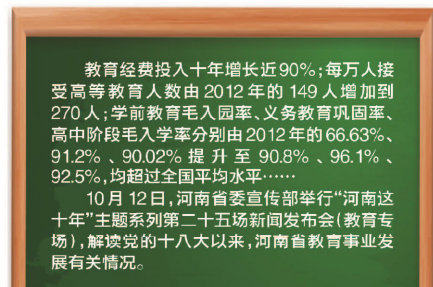 教育经费投入十年增长近90%;每万人接
受高等教育人数由2012年的149人增加到
270人;学前教育毛入园率、义务教育巩固率、
高中阶段毛入学率分别由2012年的66.63%、
91.2%、90.02%提升至90.8%、96.1%、
92.5%,均超过全国平均水平……
10月12日,河南省委宣传部举行“河南这
十年”主题系列第二十五场新闻发布会(教育专
场),解读党的十八大以来,河南省教育事业发
展有关情况。